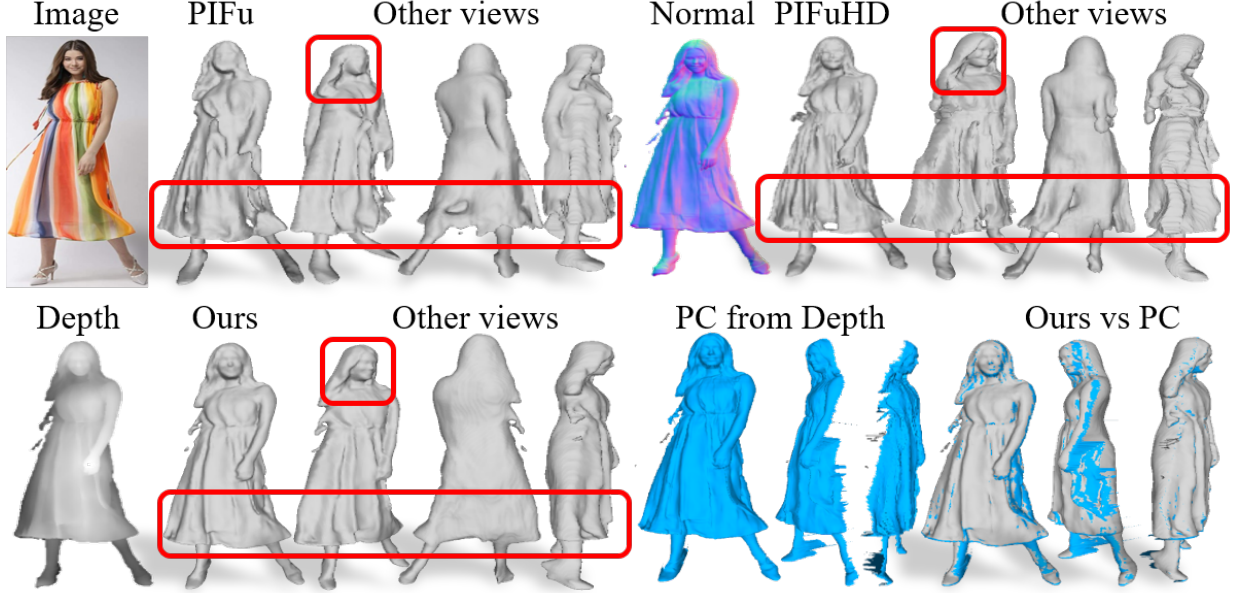 Image PIFu Other views Normal PIFuHD Other views
Depth Ours Other views PC from Depth Ours vs PC